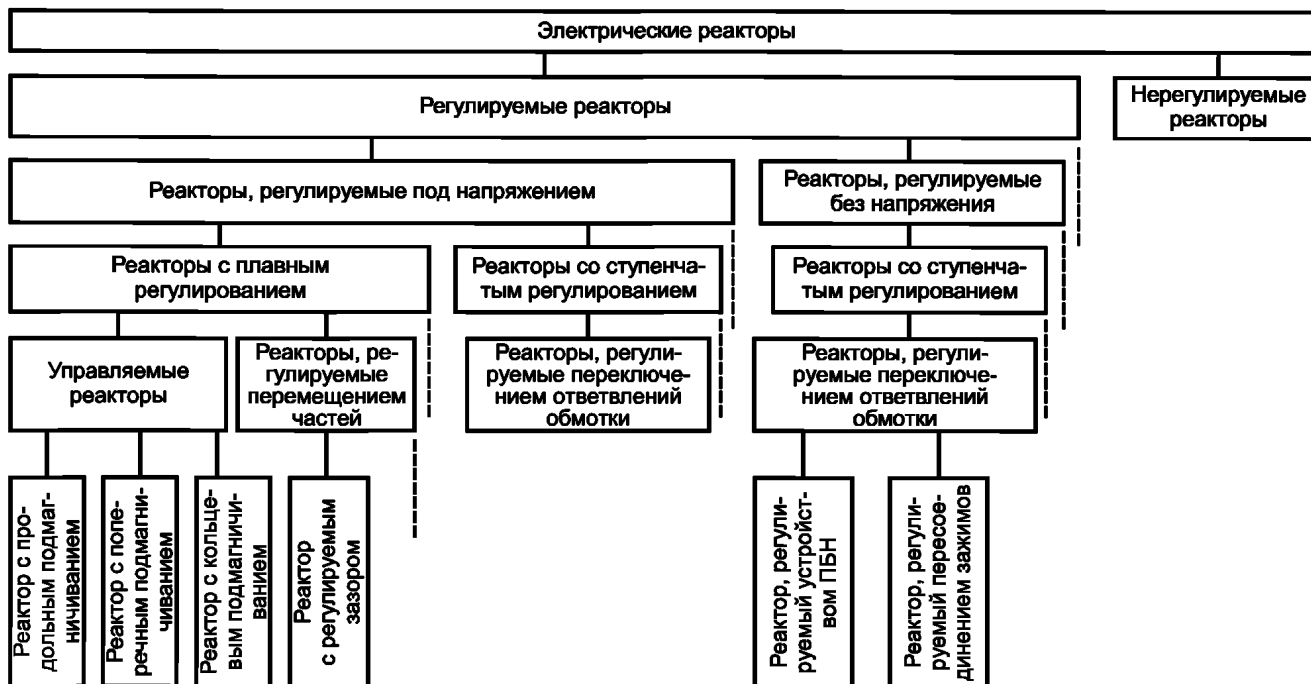 Электрические реакторы
Регулируемые реакторы
Нерегулируемые
реакторы
Реакторы, регулируемые под напряжением
Реакторы, регулируемые
без напряжения
Реакторы с плавным
регулированием
Реакторы со ступенча-
тым регулированием
Реакторы со ступенча-
тым регулированием
Управляемые
реакторы
Реакторы, ре-
гулируемые
перемещением
частей
Реакторы, регули-
руемые переключе-
нием ответвлений
обмотки
Реакторы, регули-
руемые переключе-
нием ответвлений
обмотки
Реактор с про-
дольным подмаг-
ничиванием
Реактор с попе-
речным подмагни-
чиванием
Реактор с кольце-
вым подмагничи-
ванием
Реактор
с регулируемым
зазором
Реактор, регули-
руемый устройст-
вом ПБН
Реактор, регули-
руемый пересое-
динением зажимов